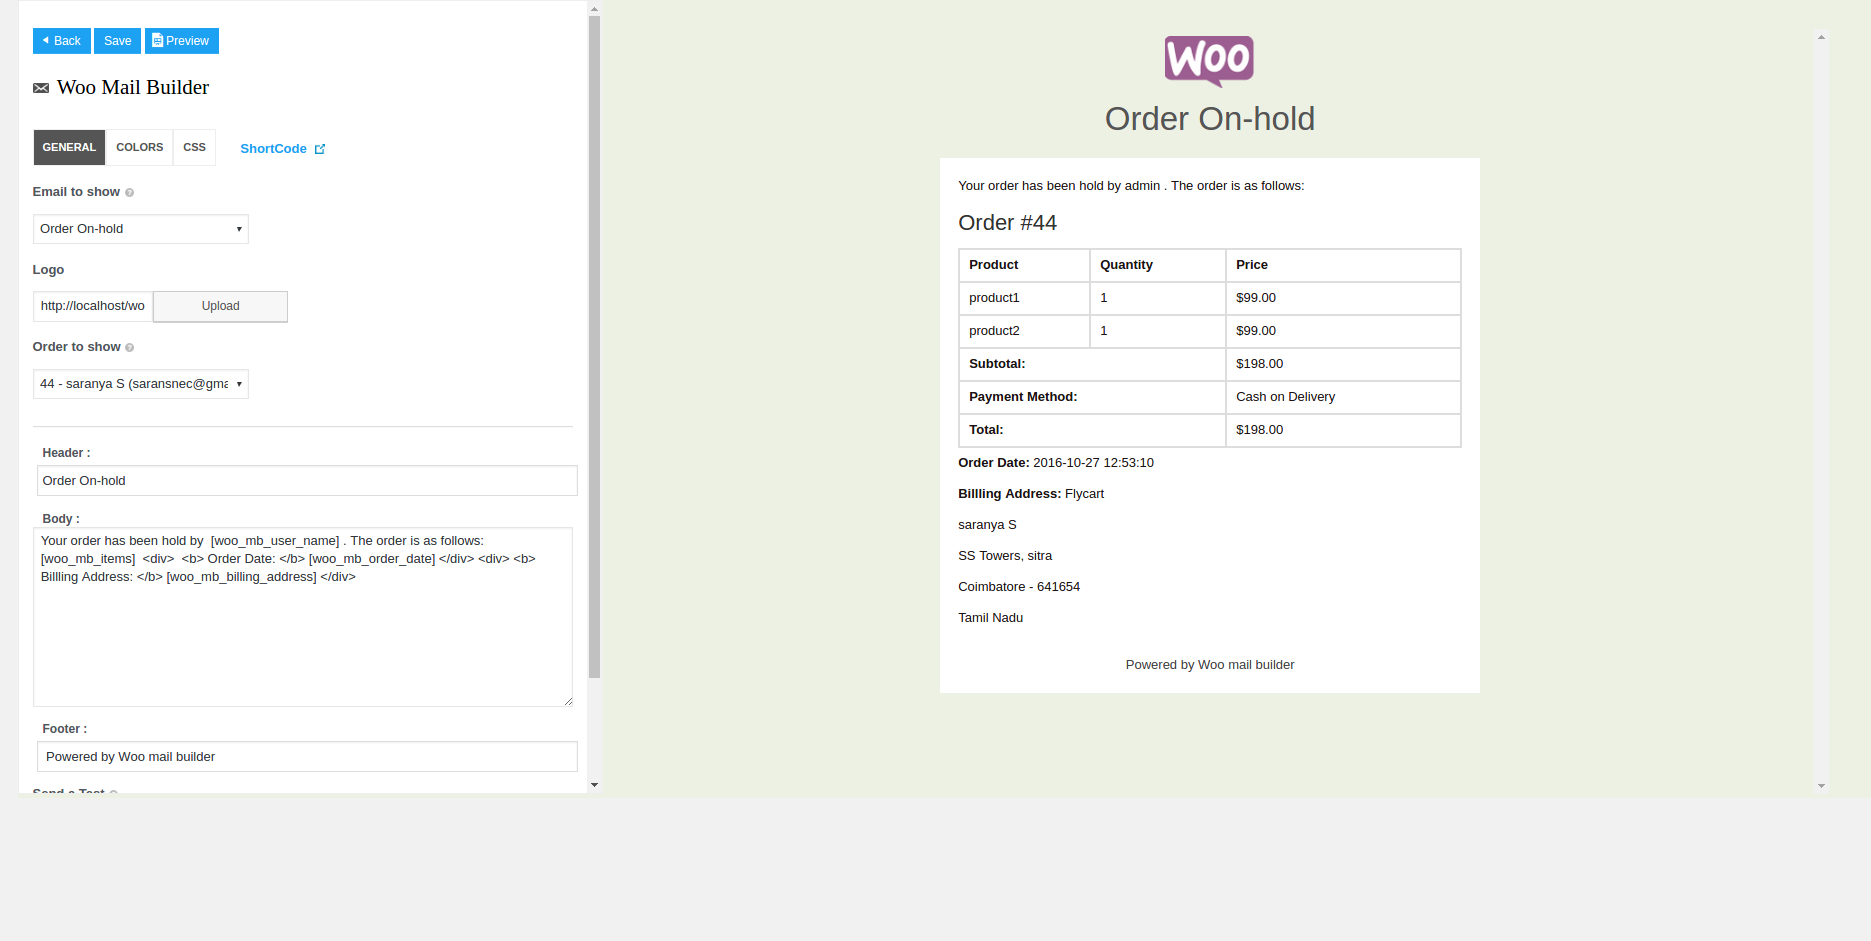 Back Save Preview
Woo Mail Builder
GENERAL COLORS CSS ShortCode
Email to show
Order On-hold
Logo
http://localhost/wo Upload
Order to show
44 - saranya S (saransnec@gma
Header :
Order On-hold
Body :
Your order has been hold by  [woo_mb_user_name] . The order is as follows:
[woo_mb_items]  <div>  <b> Order Date: </b> [woo_mb_order_date] </div> <div> <b>
Billling Address: </b> [woo_mb_billing_address] </div>
Footer :
Powered by Woo mail builder
Send a Test
Woo
Order On-hold
Your order has been hold by admin . The order is as follows:
Order #44
Product Quantity Price
product1 1 $99.00
product2 1 $99.00
Subtotal: $198.00
Payment Method: Cash on Delivery
Total: $198.00
Order Date: 2016-10-27 12:53:10
Billling Address: Flycart
saranya S
SS Towers, sitra
Coimbatore - 641654
Tamil Nadu
Powered by Woo mail builder